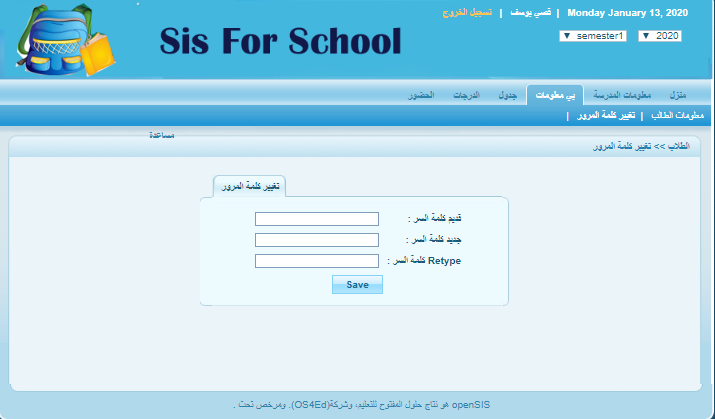 Monday January 13, 2020 | قصي يوسف | تسجيل الخروج
Sis For School
2020 ▼ semester1 ▼
منزل معلومات المدرسة بي معلومات جدول الدرجات الحضور
معلومات الطالب | تغيير كلمة المرور |
مساعدة
الطلاب >> تغيير كلمة المرور
تغيير كلمة المرور
قديم كلمة السر :
جديد كلمة السر :
Retype كلمة السر :
Save
openSIS هو نتاج حلول المفتوح للتعليم، وشركة(OS4Ed). ومرخص تحت .